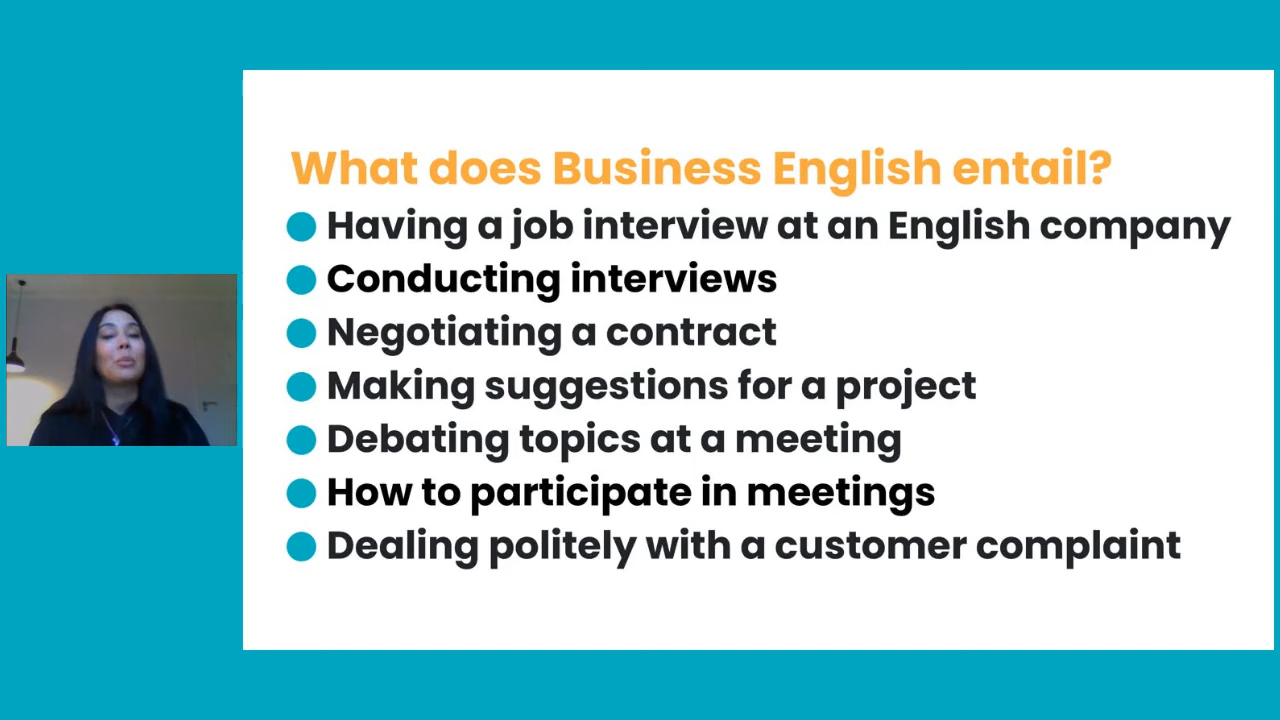 What does Business English entail?
Having a job interview at an English company
Conducting interviews
Negotiating a contract
Making suggestions for a project
Debating topics at a meeting
How to participate in meetings
Dealing politely with a customer complaint